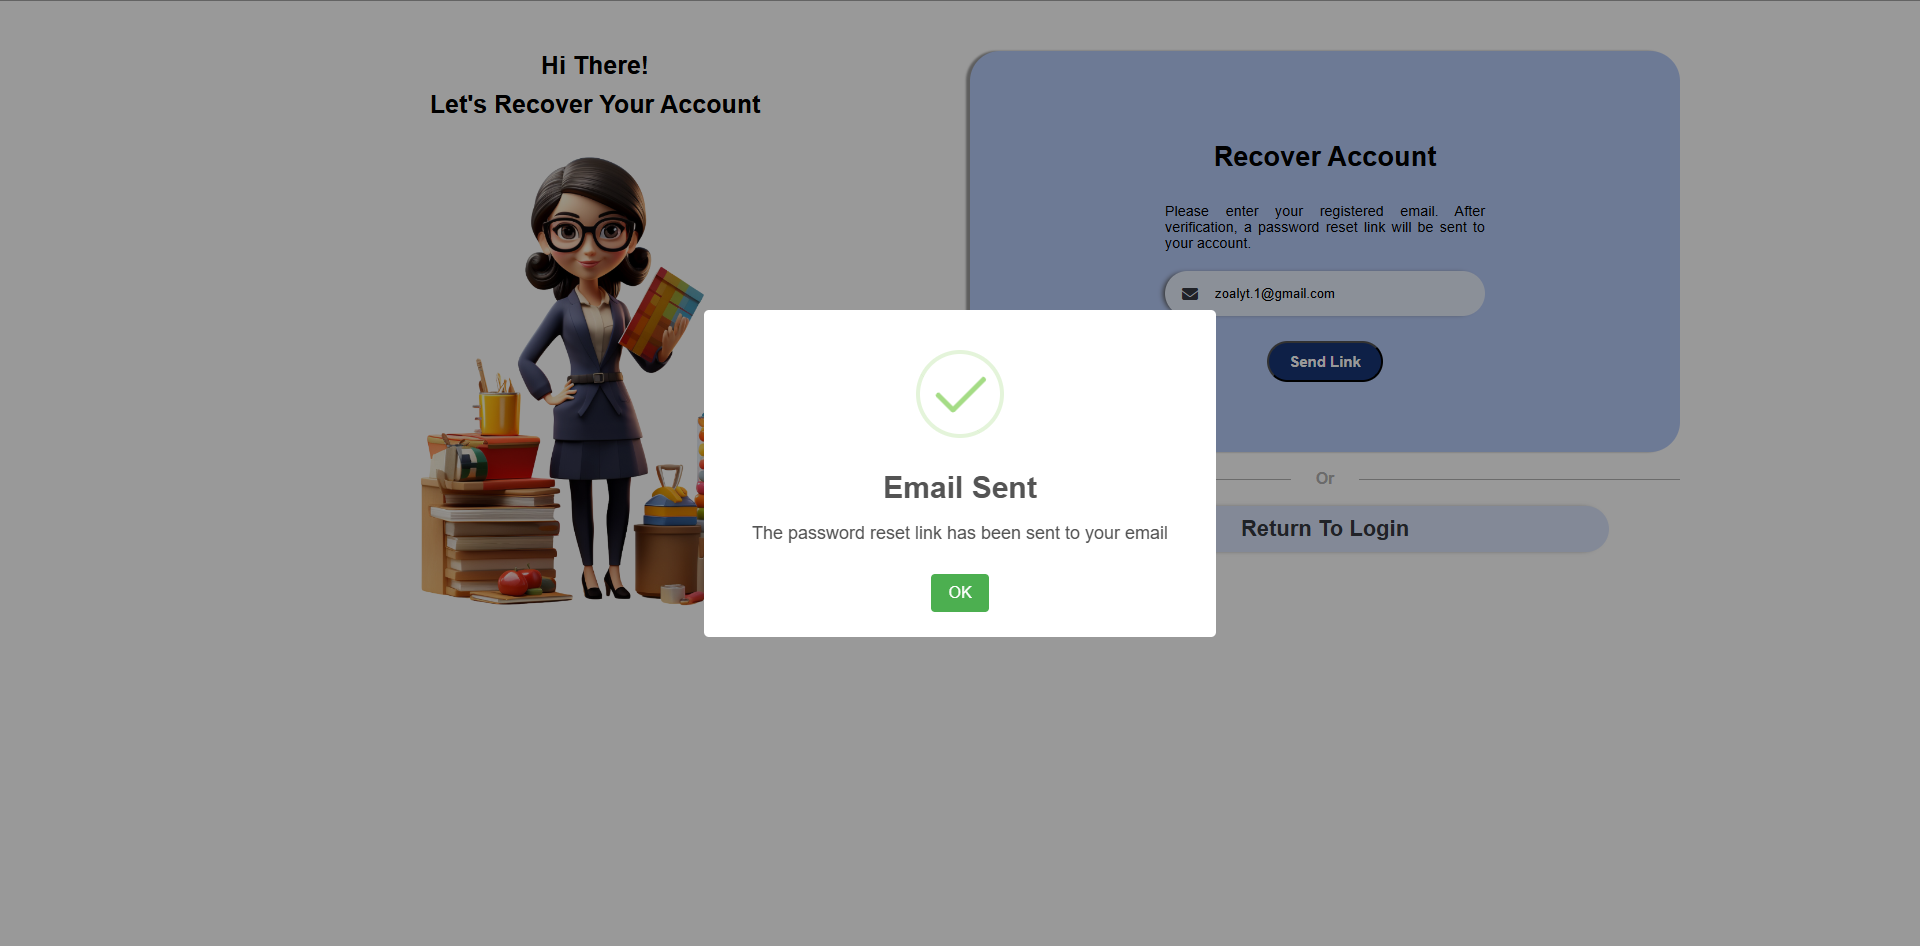 Hi There!
Let's Recover Your Account
Recover Account
Please enter your registered email. After
verification, a password reset link will be sent to
your account.
zoalyt.1@gmail.com
Send Link
Or
Return To Login
Email Sent
The password reset link has been sent to your email
OK